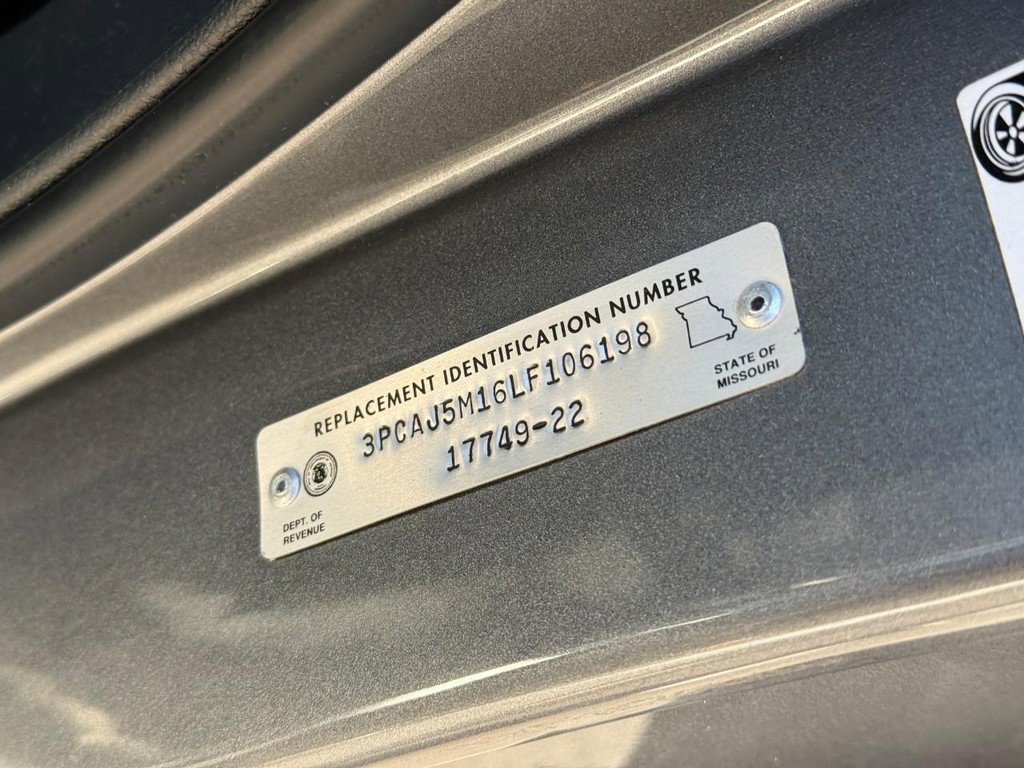 REPLACEMENT IDENTIFICATION NUMBER
3PCAJ5M16LF106198
17749-22
DEPT. OF
REVENUE
STATE OF
MISSOURI